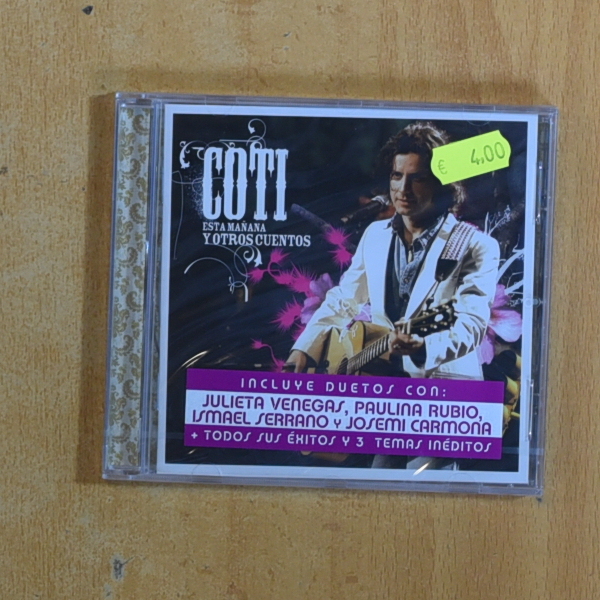 COTI
ESTA MAÑANA
Y OTROS CUENTOS
€ 4,00
INCLUYE DUETOS CON:
JULIETA VENEGAS, PAULINA RUBIO,
ISMAEL SERRANO Y JOSEMI CARMONA
+ TODOS SUS ÉXITOS Y 3 TEMAS INÉDITOS